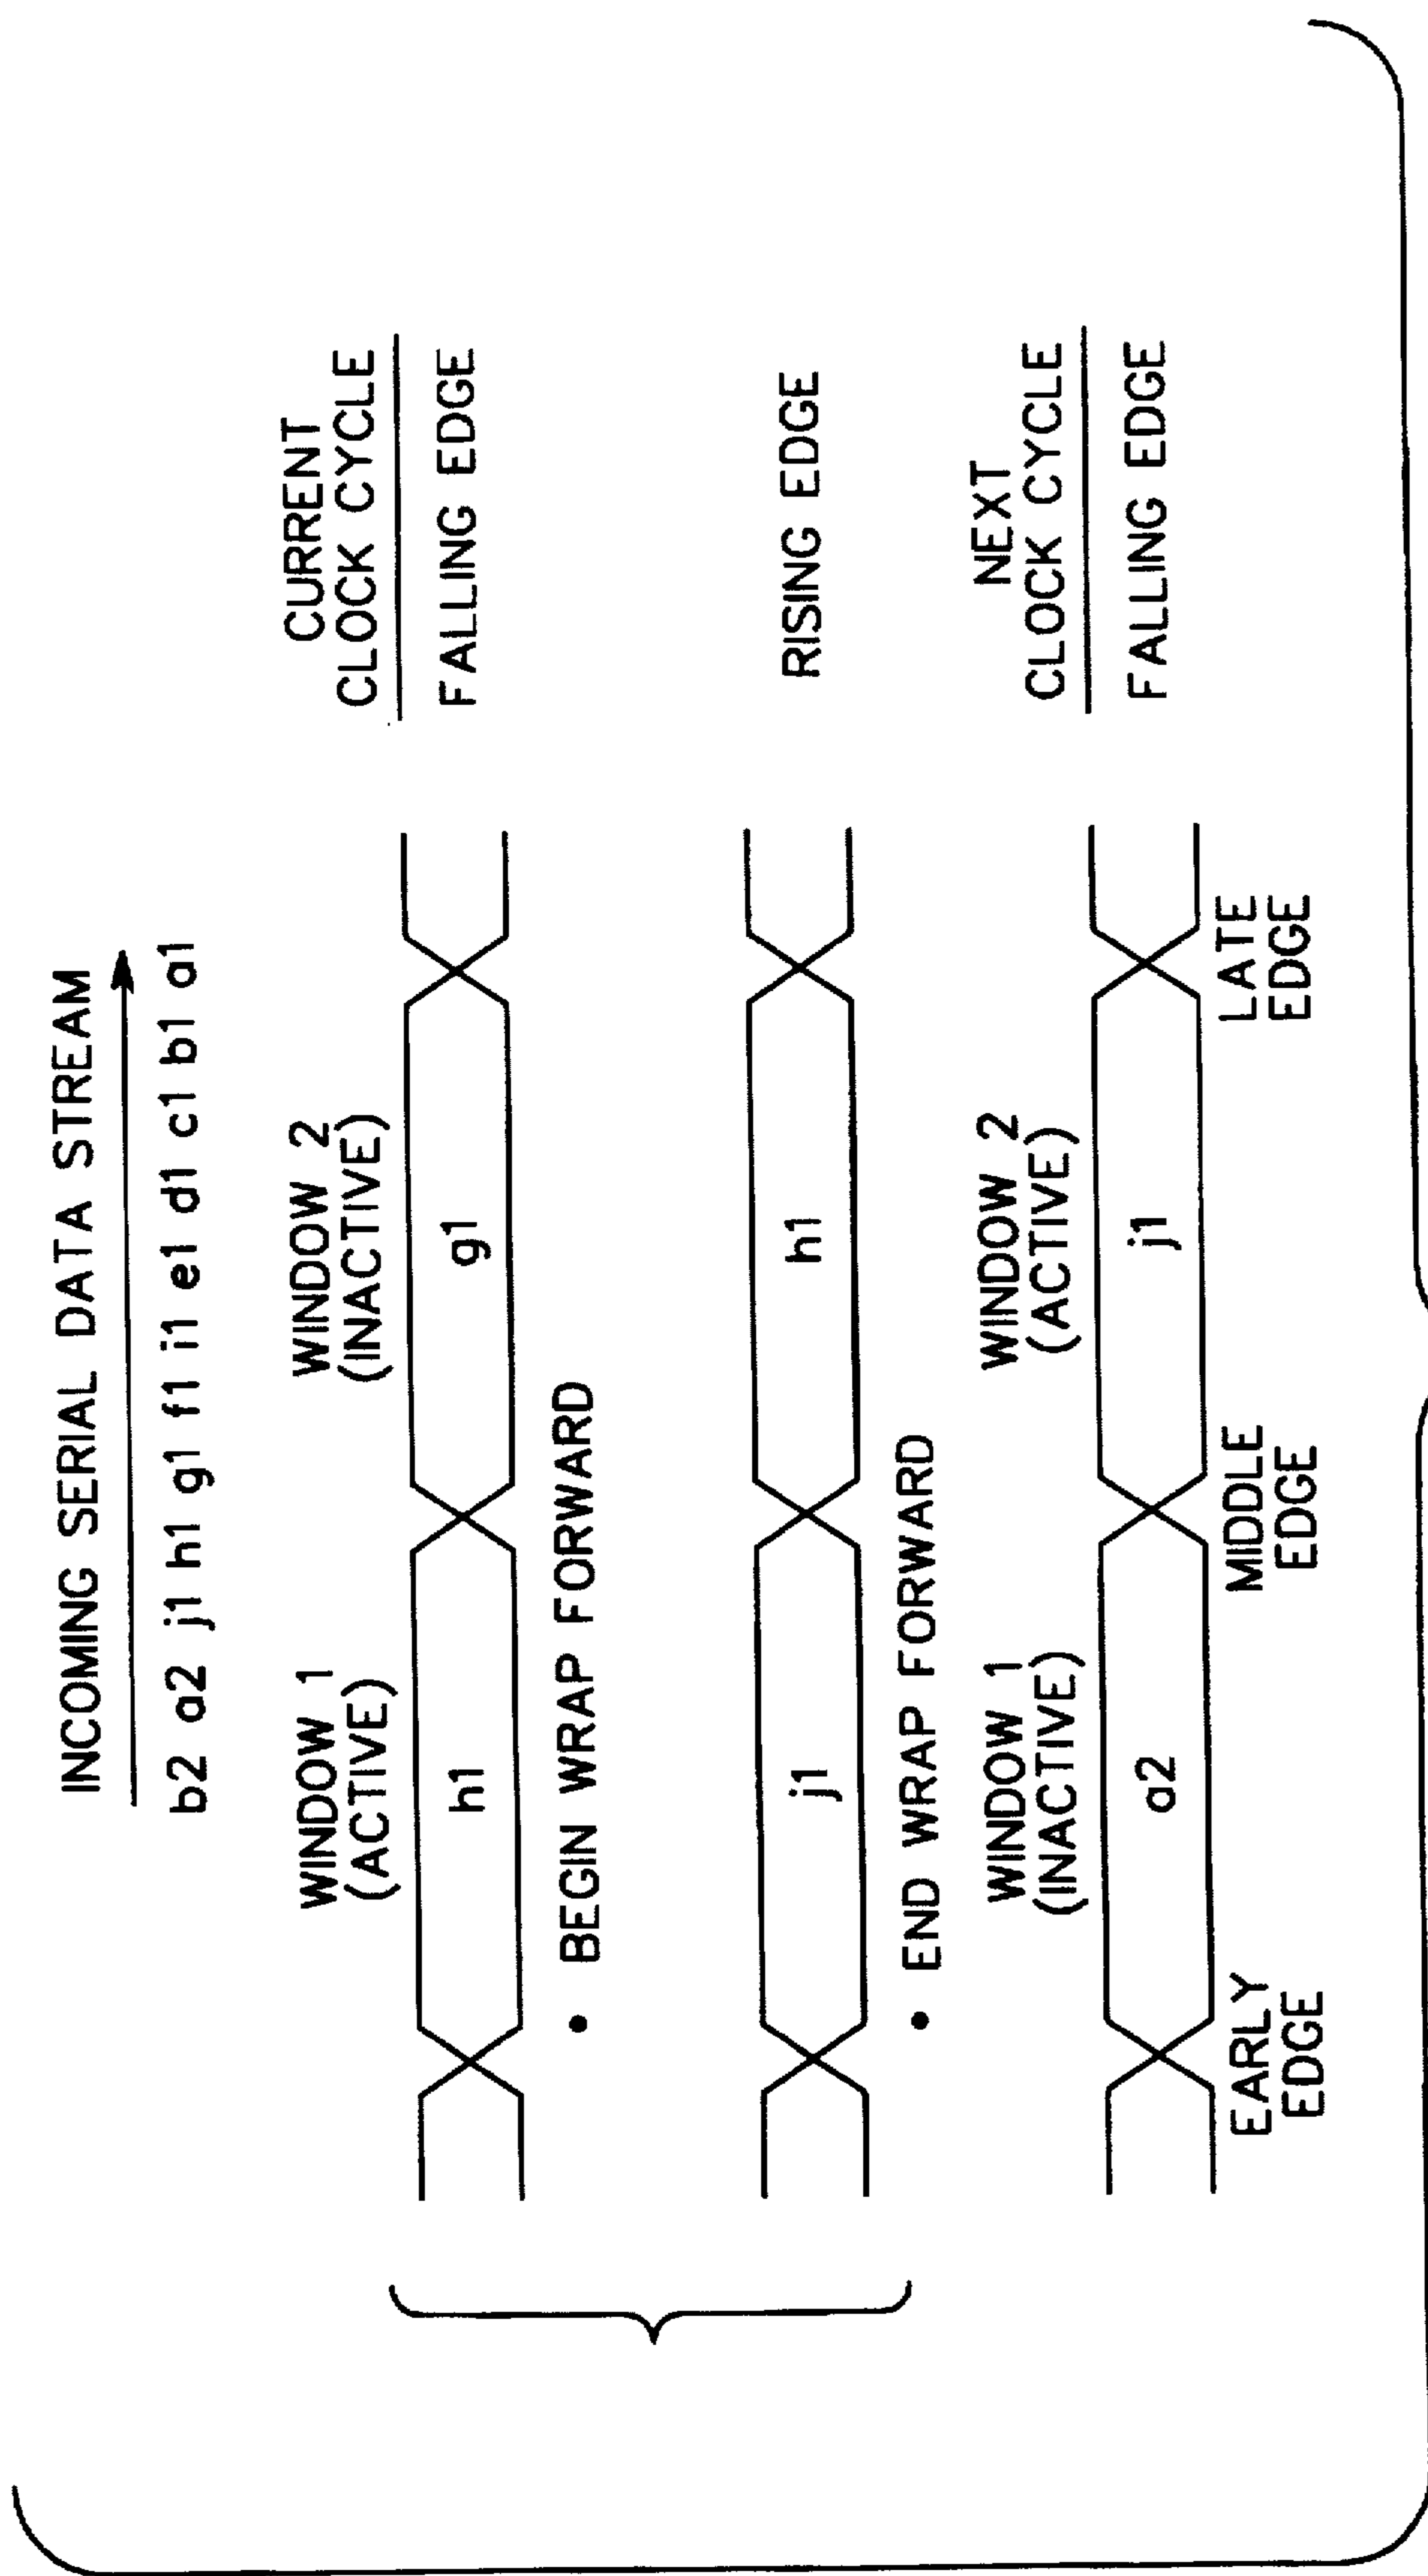 INCOMING SERIAL DATA STREAM
b2 a2 j1 h1 g1 f1 i1 e1 d1 c1 b1 a1
WINDOW 1
(ACTIVE)
WINDOW 2
(INACTIVE)
CURRENT
CLOCK CYCLE
h1
g1
FALLING EDGE
• BEGIN WRAP FORWARD
j1
h1
RISING EDGE
• END WRAP FORWARD
WINDOW 1
(INACTIVE)
WINDOW 2
(ACTIVE)
NEXT
CLOCK CYCLE
a2
j1
FALLING EDGE
EARLY
EDGE
MIDDLE
EDGE
LATE
EDGE